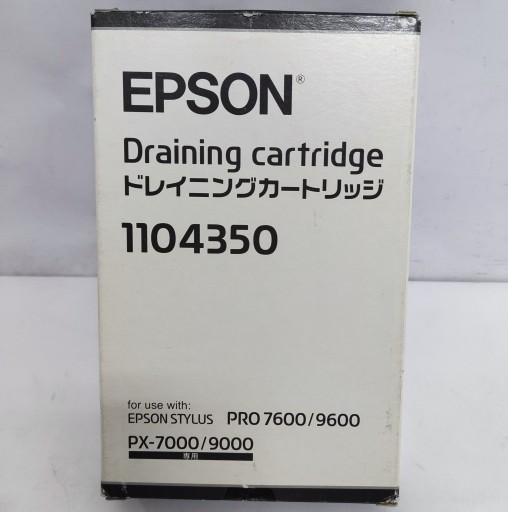 EPSON®
Draining cartridge
ドレイニングカートリッジ
1104350
for use with:
EPSON STYLUS PRO 7600/9600
PX-7000/9000
専用